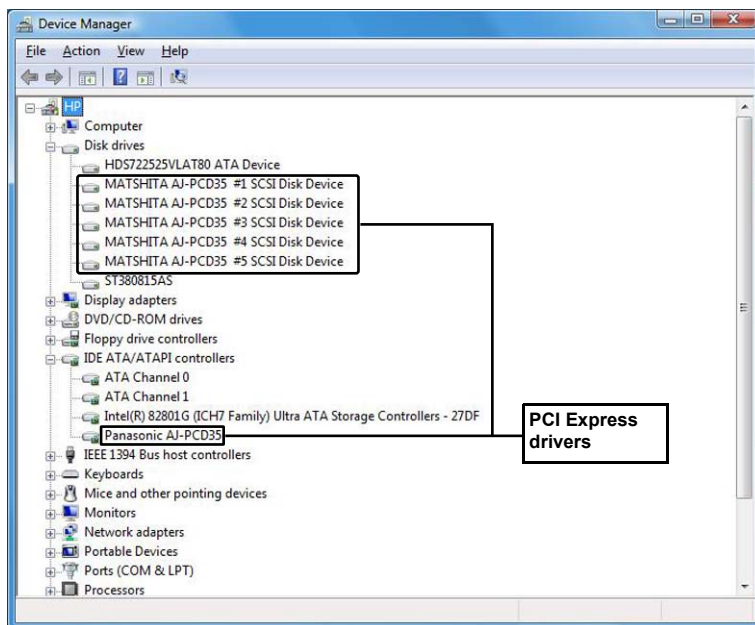 Device Manager
File Action View Help
HP
Computer
Disk drives
HDS722525VLAT80 ATA Device
MATSHITA AJ-PCD35 #1 SCSI Disk Device
MATSHITA AJ-PCD35 #2 SCSI Disk Device
MATSHITA AJ-PCD35 #3 SCSI Disk Device
MATSHITA AJ-PCD35 #4 SCSI Disk Device
MATSHITA AJ-PCD35 #5 SCSI Disk Device
ST380815AS
Display adapters
DVD/CD-ROM drives
Floppy drive controllers
IDE ATA/ATAPI controllers
ATA Channel 0
ATA Channel 1
Intel(R) 82801G (ICH7 Family) Ultra ATA Storage Controllers - 27DF
Panasonic AJ-PCD35
PCI Express
drivers
IEEE 1394 Bus host controllers
Keyboards
Mice and other pointing devices
Monitors
Network adapters
Portable Devices
Ports (COM & LPT)
Processors